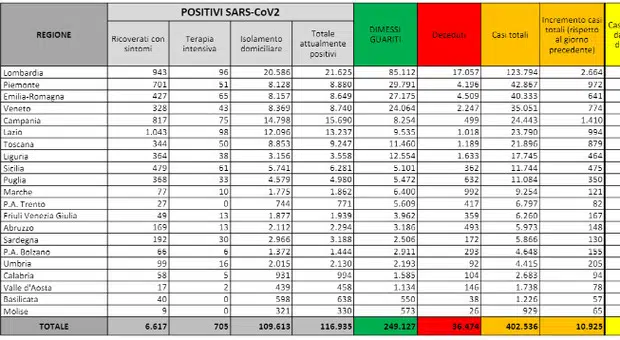 REGIONE POSITIVI SARS-CoV2 DIMESSI GUARITI Deceduti Casi totali Incremento casi totali (rispetto al giorno precedente)
Ricoverati con sintomi Terapia intensiva Isolamento domiciliare Totale attualmente positivi
Lombardia 943 96 20.586 21.625 85.112 17.057 123.794 2.664
Piemonte 701 51 8.128 8.880 29.791 4.196 42.867 972
Emilia-Romagna 427 65 8.157 8.649 27.175 4.509 40.333 641
Veneto 328 43 8.369 8.740 24.064 2.247 35.051 774
Campania 817 75 14.798 15.690 8.254 499 24.443 1.410
Lazio 1.043 98 12.096 13.237 9.535 1.018 23.790 994
Toscana 344 50 8.853 9.247 11.460 1.189 21.896 879
Liguria 364 38 3.156 3.558 12.554 1.633 17.745 464
Sicilia 479 61 5.741 6.281 5.101 362 11.744 475
Puglia 368 33 4.579 4.980 5.472 632 11.084 350
Marche 77 10 1.775 1.862 6.400 992 9.254 121
P.A. Trento 27 0 744 771 5.609 417 6.797 82
Friuli Venezia Giulia 49 13 1.877 1.939 3.962 359 6.260 167
Abruzzo 169 13 2.112 2.294 3.186 493 5.973 148
Sardegna 192 30 2.966 3.188 2.506 172 5.866 130
P.A. Bolzano 66 6 1.372 1.444 2.911 293 4.648 155
Umbria 99 16 2.015 2.130 2.193 92 4.415 205
Calabria 58 5 931 994 1.585 104 2.683 94
Valle d'Aosta 17 2 439 458 1.134 146 1.738 78
Basilicata 40 0 598 638 550 38 1.226 57
Molise 9 0 321 330 573 26 929 65
TOTALE 6.617 705 109.613 116.935 249.127 36.474 402.536 10.925